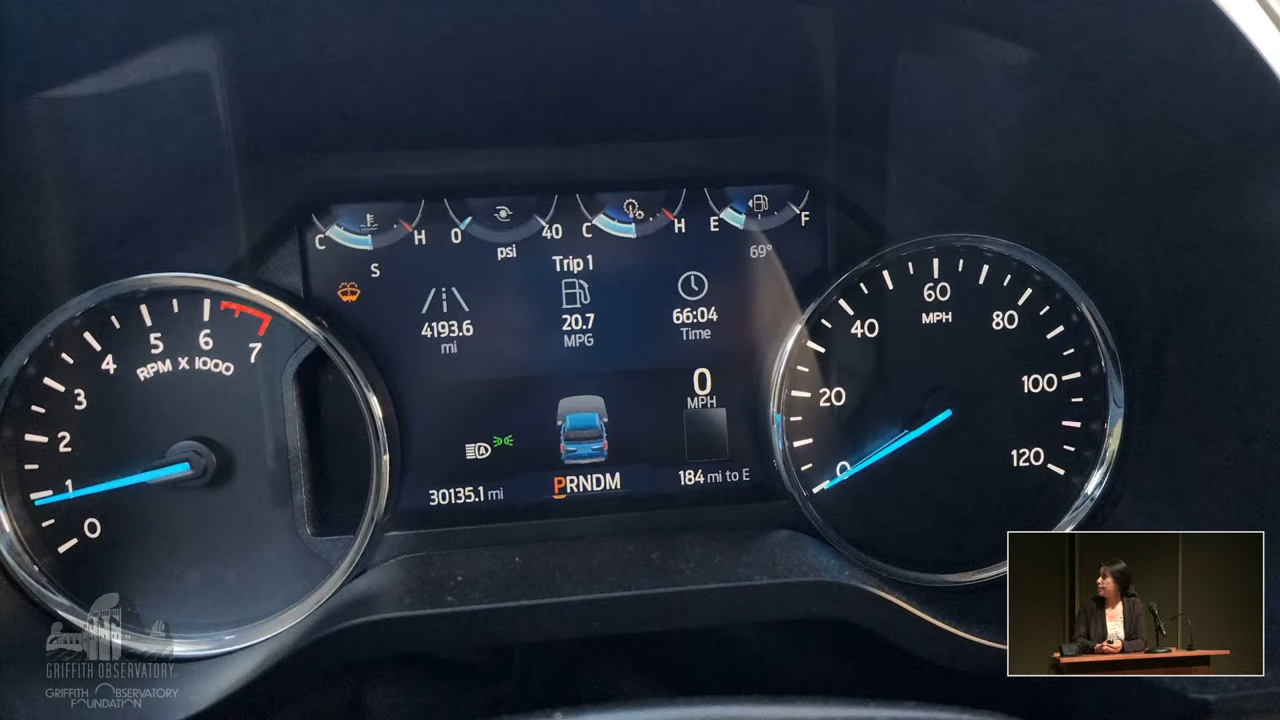 C H
0 40
psi
C H
E F
69°
S
Trip 1
4193.6
mi
20.7
MPG
66:04
Time
0
MPH
A
30135.1 mi
PRNDM
184 mi to E
0
1
2
3
4
5
6
7
RPM X 1000
0
20
40
60
80
100
120
MPH
GRIFFITH OBSERVATORY
GRIFFITH OBSERVATORY
FOUNDATION